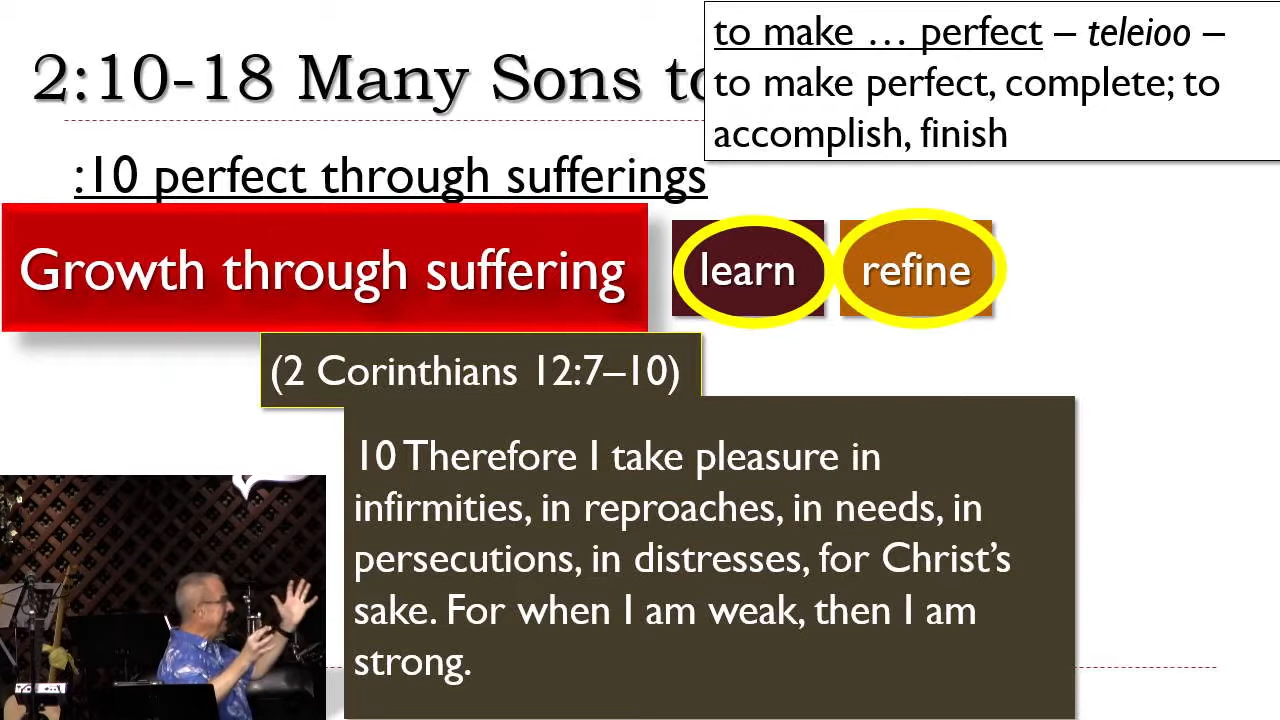 to make … perfect – teleioo –
to make perfect, complete; to
accomplish, finish
2:10-18 Many Sons to
:10 perfect through sufferings
Growth through suffering
learn
refine
(2 Corinthians 12:7–10)
10 Therefore I take pleasure in
infirmities, in reproaches, in needs, in
persecutions, in distresses, for Christ’s
sake. For when I am weak, then I am
strong.